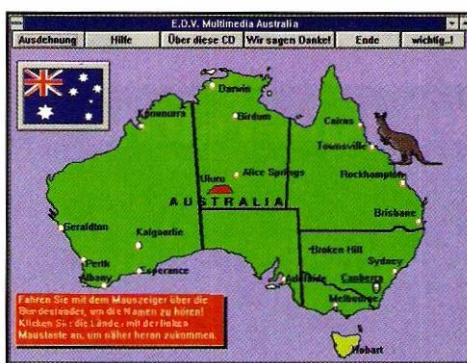 E.D.V. Multimedia Australia
Ausdehnung Hilfe Über diese CD Wir sagen Danke! Ende wichtig..!
Darwin
Kununurra
Birdum
Cairns
Townsville
Uluru Alice Springs
Rockhampton
AUSTRALIA
Brisbane
Geraldton
Kalgoorlie
Broken Hill
Sydney
Perth
Esperance
Adelaide
Canberra
Albany
Melbourne
Fahren Sie mit dem Mauszeiger über die
Bundesländer, um die Namen zu hören!
Klicken Sie die Länder mit der linken
Maustaste an, um näher heran zukommen.
Hobart